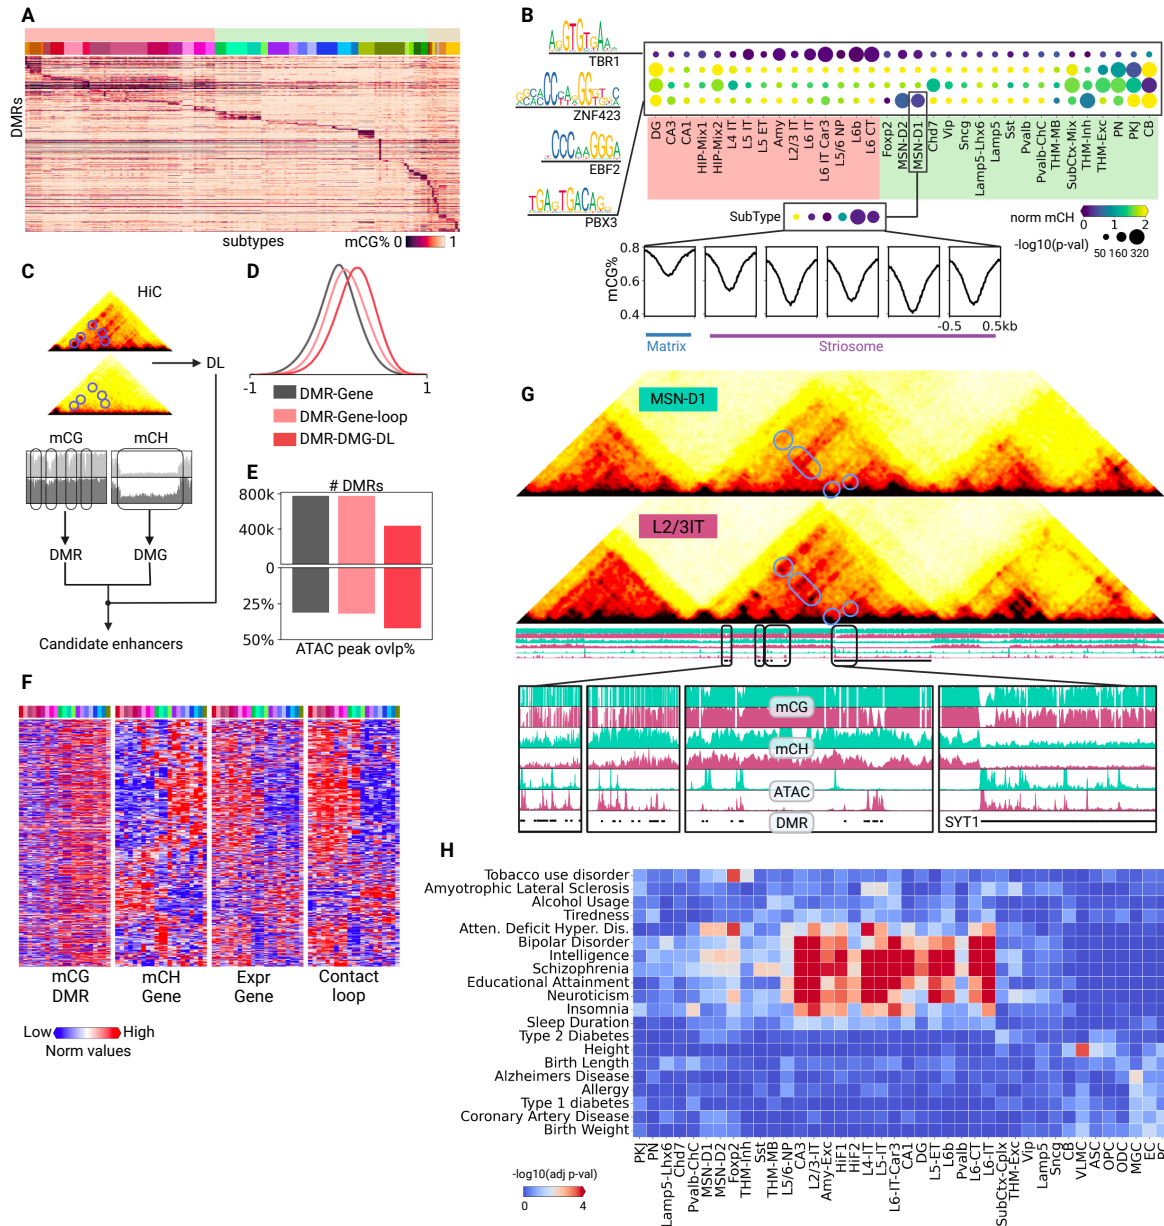 A
DMRs
subtypes
mCG% 0 1
B
TBR1
ZNF423
EBF2
PBX3
DG
CA3
CA1
HIP-Mix1
HIP-Mix2
L4 IT
L5 IT
L5 ET
Amy
L2/3 IT
L6 IT
L6 IT Car3
L5/6 NP
L6b
L6 CT
Foxp2
MSN-D2
MSN-D1
Chd7
Vip
Sncg
Lamp5-Lhx6
Lamp5
Sst
Pvalb
Pvalb-ChC
THM-MB
SubCtx-Mix
THM-Inh
THM-Exc
PN
PKJ
CB
SubType
norm mCH
0 1 2
-log10(p-val)
50 160 320
mCG%
0.8
0.6
0.4
-0.5 0.5kb
Matrix
Striosome
C
HiC
DL
mCG mCH
DMR DMG
Candidate enhancers
D
-1 1
DMR-Gene
DMR-Gene-loop
DMR-DMG-DL
E
# DMRs
800k
400k
0
25%
50%
ATAC peak ovlp%
F
mCG DMR
mCH Gene
Expr Gene
Contact loop
Low High
Norm values
G
MSN-D1
L2/3IT
mCG
mCH
ATAC
DMR
SYT1
H
Tobacco use disorder
Amyotrophic Lateral Sclerosis
Alcohol Usage
Tiredness
Atten. Deficit Hyper. Dis.
Bipolar Disorder
Intelligence
Schizophrenia
Educational Attainment
Neuroticism
Insomnia
Sleep Duration
Type 2 Diabetes
Height
Birth Length
Alzheimers Disease
Allergy
Type 1 diabetes
Coronary Artery Disease
Birth Weight
PKJ
PN
Lamp5-Lhx6
Chd7
Pvalb-ChC
MSN-D1
MSN-D2
Foxp2
THM-Inh
Sst
THM-MB
L5/6-NP
CA3
L2/3-IT
Amy-Exc
HiF1
HiF2
L4-IT
L5-IT
L6-IT-Car3
CA1
DG
L5-ET
L6b
Pvalb
L6-CT
L6-IT
SubCtx-Cplx
THM-Exc
Vip
Lamp5
Sncg
CB
VLMC
ASC
OPC
ODC
MGC
EC
PC
-log10(adj p-val)
0 4